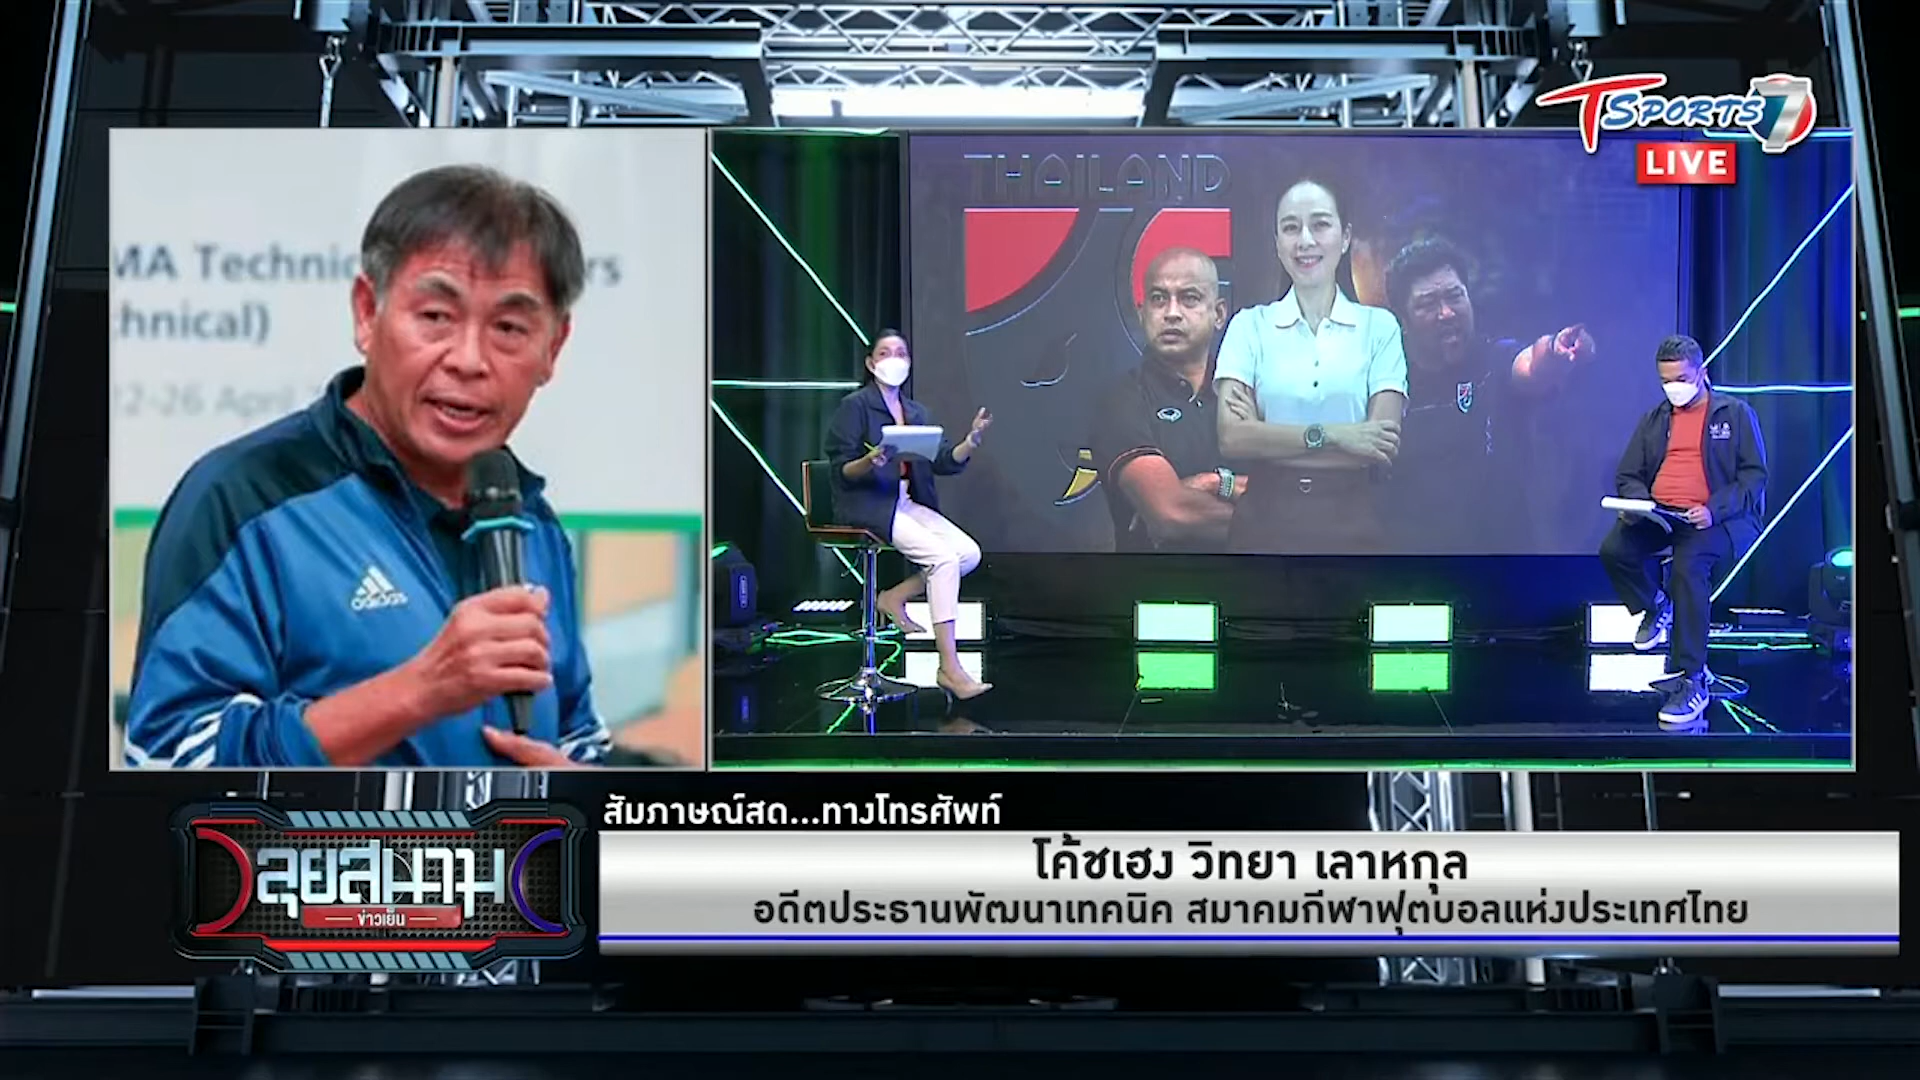 TSPORTS 7
LIVE
MA Technic rs
chnical)
22-26 April
adidas
THAILAND
สัมภาษณ์สด...ทางโทรศัพท์
ลุยสนาม
ข่าวเย็น
โค้ชเฮง วิทยา เลาหกุล
อดีตประธานพัฒนาเทคนิค สมาคมกีฬาฟุตบอลแห่งประเทศไทย